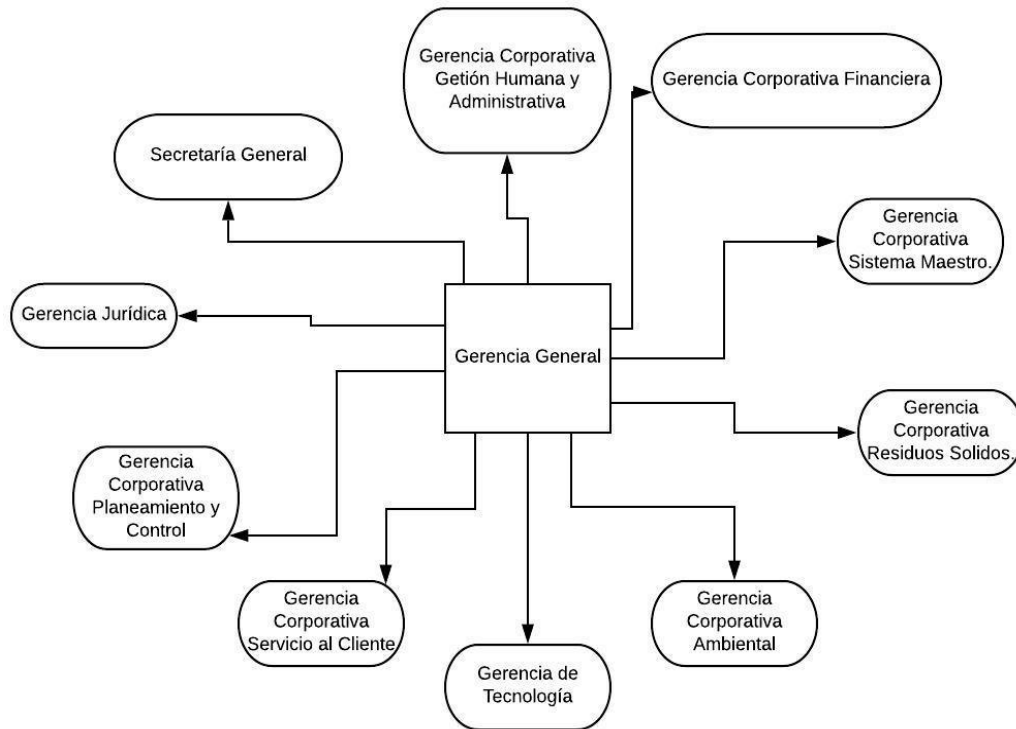 Gerencia Corporativa
Getión Humana y
Administrativa
Gerencia Corporativa Financiera
Secretaría General
Gerencia
Corporativa
Sistema Maestro.
Gerencia Jurídica
Gerencia General
Gerencia
Corporativa
Residuos Solidos.
Gerencia
Corporativa
Planeamiento y
Control
Gerencia
Corporativa
Servicio al Cliente
Gerencia
Corporativa
Ambiental
Gerencia de
Tecnología